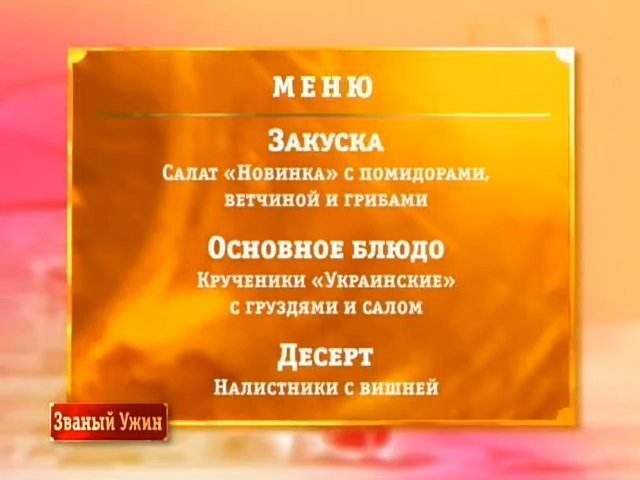 МЕНЮ
ЗАКУСКА
САЛАТ «НОВИНКА» С ПОМИДОРАМИ,
ВЕТЧИНОЙ И ГРИБАМИ
ОСНОВНОЕ БЛЮДО
КРУЧЕНИКИ «УКРАИНСКИЕ»
С ГРУЗДЯМИ И САЛОМ
ДЕСЕРТ
НАЛИСТНИКИ С ВИШНЕЙ
Званый Ужин